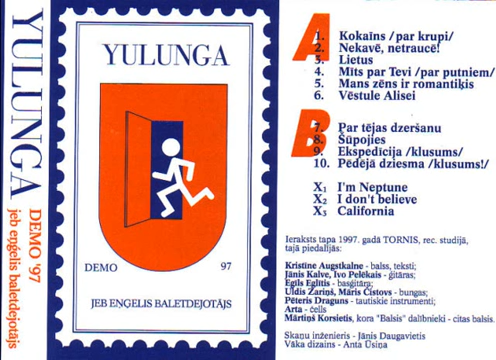 YULUNGA
DEMO '97
jeb eņģelis baletdejotājs
YULUNGA
DEMO 97
JEB EŅĢELIS BALETDEJOTĀJS
A
1. Kokaīns /par krupi/
2. Nekavē, netraucē!
3. Lietus
4. Mīts par Tevi /par putniem/
5. Mans zēns ir romantiķis
6. Vēstule Alisei
B
7. Par tējas dzeršanu
8. Šūpojies
9. Ekspedīcija /klusums/
10. Pēdējā dziesma /klusums!/
X1 I'm Neptune
X2 I don't believe
X3 California
Ieraksts tapa 1997. gadā TORNIS, rec. studijā,
tajā piedalījās:
Kristīne Augstkalne - balss, teksti;
Jānis Kalve, Ivo Pelēkais - ģitāras;
Egils Eglītis - basģitāra;
Uldis Zariņš, Māris Čistovs - bungas;
Pēteris Draguns - tautiskie instrumenti;
Arta - čells
Mārtiņš Korsietis, kora "Balsis" dalībnieki - citas balsis.
Skaņu inženieris - Jānis Daugavietis
Vāka dizains - Anta Ūsiņa